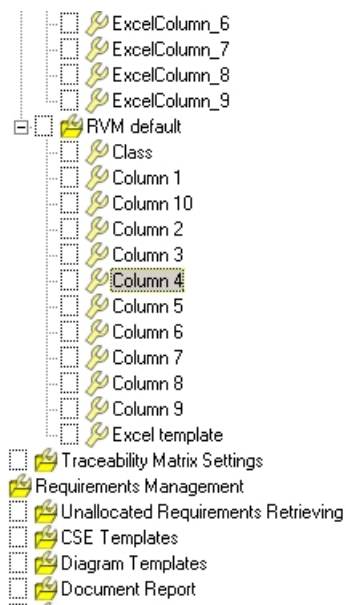 ExcelColumn_6
ExcelColumn_7
ExcelColumn_8
ExcelColumn_9
RVM default
Class
Column 1
Column 10
Column 2
Column 3
Column 4
Column 5
Column 6
Column 7
Column 8
Column 9
Excel template
Traceability Matrix Settings
Requirements Management
Unallocated Requirements Retrieving
CSE Templates
Diagram Templates
Document Report